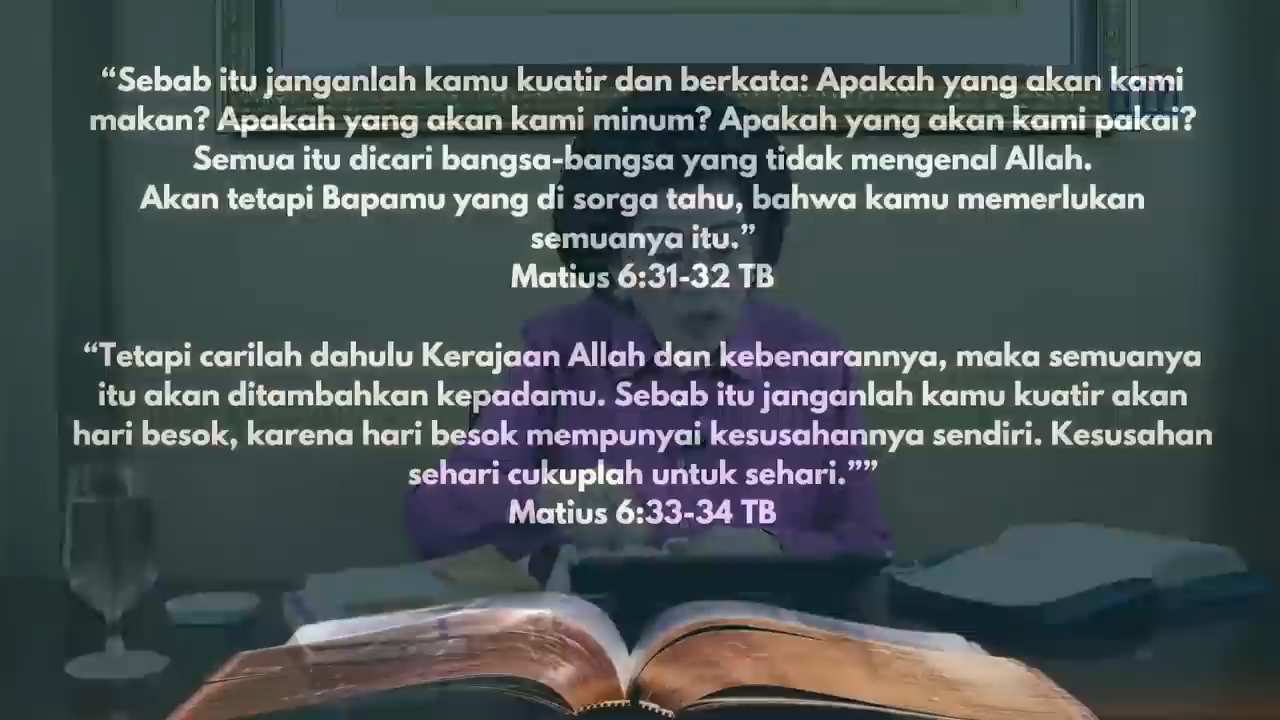 “Sebab itu janganlah kamu kuatir dan berkata: Apakah yang akan kami
makan? Apakah yang akan kami minum? Apakah yang akan kami pakai?
Semua itu dicari bangsa-bangsa yang tidak mengenal Allah.
Akan tetapi Bapamu yang di sorga tahu, bahwa kamu memerlukan
semuanya itu.”
Matius 6:31-32 TB
“Tetapi carilah dahulu Kerajaan Allah dan kebenarannya, maka semuanya
itu akan ditambahkan kepadamu. Sebab itu janganlah kamu kuatir akan
hari besok, karena hari besok mempunyai kesusahannya sendiri. Kesusahan
sehari cukuplah untuk sehari.””
Matius 6:33-34 TB